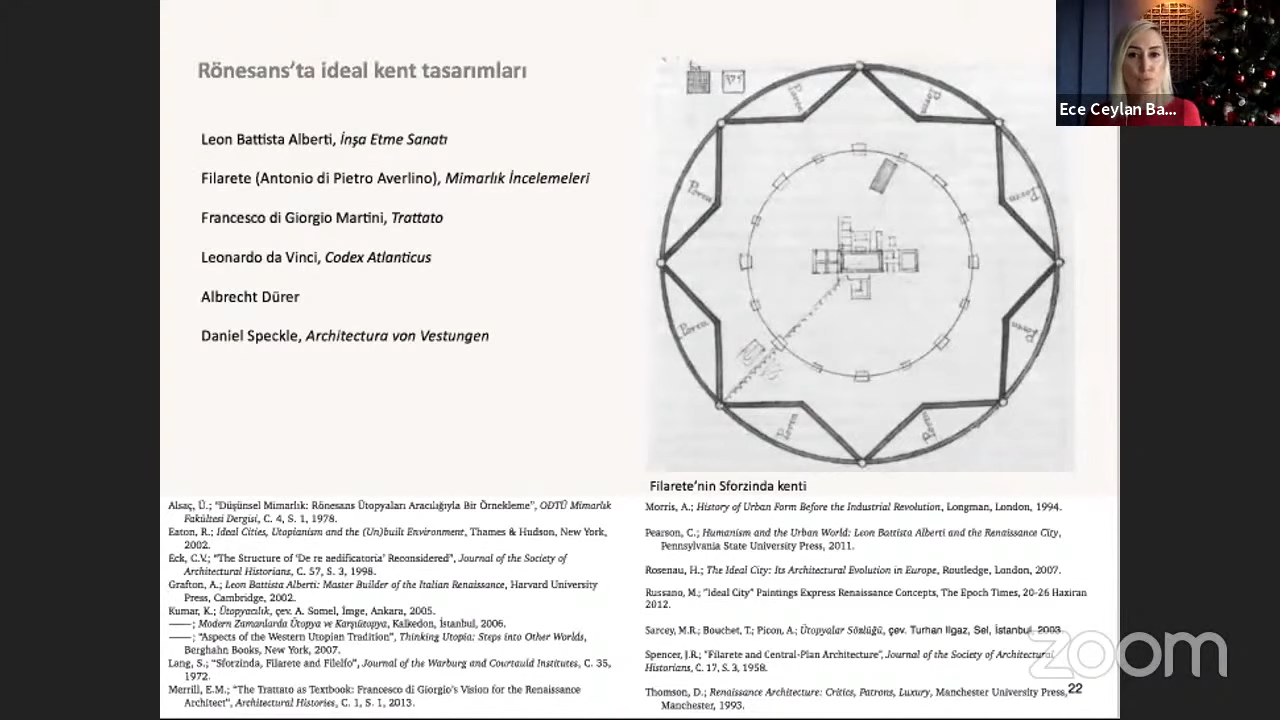 Rönesans'ta ideal kent tasarımları
Leon Battista Alberti, İnşa Etme Sanatı
Filarete (Antonio di Pietro Averlino), Mimarlık İncelemeleri
Francesco di Giorgio Martini, Trattato
Leonardo da Vinci, Codex Atlanticus
Albrecht Dürer
Daniel Speckle, Architectura von Vestungen
Filarete'nin Sforzinda kenti
Alsaç, Ü.; "Düşünsel Mimarlık: Rönesans Ütopyaları Aracılığıyla Bir Örnekleme", ODTÜ Mimarlık
Fakültesi Dergisi, C. 4, S. 1, 1978.
Eaton, R.; Ideal Cities, Utopianism and the (Un)built Environment, Thames & Hudson, New York,
2002.
Eck, C.V.; "The Structure of 'De re aedificatoria' Reconsidered", Journal of the Society of
Architectural Historians, C. 57, S. 3, 1998.
Grafton, A.; Leon Battista Alberti: Master Builder of the Italian Renaissance, Harvard University
Press, Cambridge, 2002.
Kumar, K.; Ütopyacılık, çev. A. Somel, İmge, Ankara, 2005.
——; Modern Zamanlarda Ütopya ve Karşıütopya, Kalkedon, İstanbul, 2006.
——; "Aspects of the Western Utopian Tradition", Thinking Utopia: Steps into Other Worlds,
Berghahn Books, New York, 2007.
Lang, S.; "Sforzinda, Filarete and Filelfo", Journal of the Warburg and Courtauld Institutes, C. 35,
1972.
Merrill, E.M.; "The Trattato as Textbook: Francesco di Giorgio's Vision for the Renaissance
Architect", Architectural Histories, C. 1, S. 1, 2013.
Morris, A.; History of Urban Form Before the Industrial Revolution, Longman, London, 1994.
Pearson, C.; Humanism and the Urban World: Leon Battista Alberti and the Renaissance City,
Pennsylvania State University Press, 2011.
Rosenau, H.; The Ideal City: Its Architectural Evolution in Europe, Routledge, London, 2007.
Russano, M.; "Ideal City" Paintings Express Renaissance Concepts, The Epoch Times, 20-26 Haziran
2012.
Sarcey, M.R.; Bouchet, T.; Picon, A.; Ütopyalar Sözlüğü, çev. Turhan Ilgaz, Sel, İstanbul, 2003.
Spencer, J.R.; "Filarete and Central-Plan Architecture", Journal of the Society of Architectural
Historians, C. 17, S. 3, 1958.
Thomson, D.; Renaissance Architecture: Critics, Patrons, Luxury, Manchester University Press,
Manchester, 1993.
22
Ece Ceylan Ba...
zoom